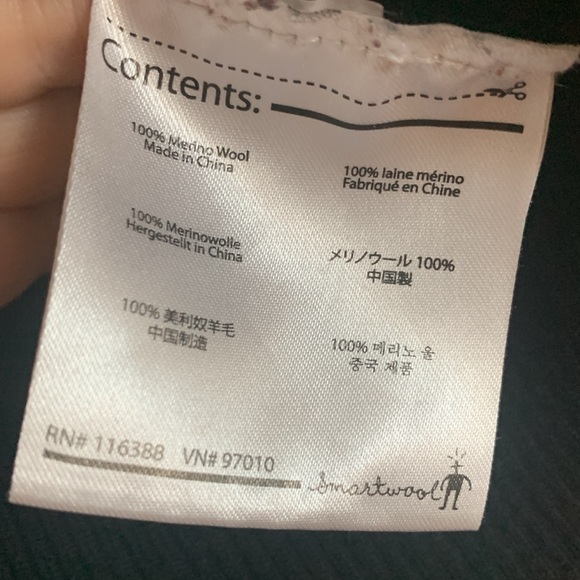 Contents:
100% Merino Wool
Made in China
100% laine mérino
Fabriqué en Chine
100% Merinowolle
Hergestellt in China
メリノウール 100%
中国製
100% 美利奴羊毛
中国制造
100% 메리노 울
중국 제품
RN# 116388 VN# 97010
Smartwool